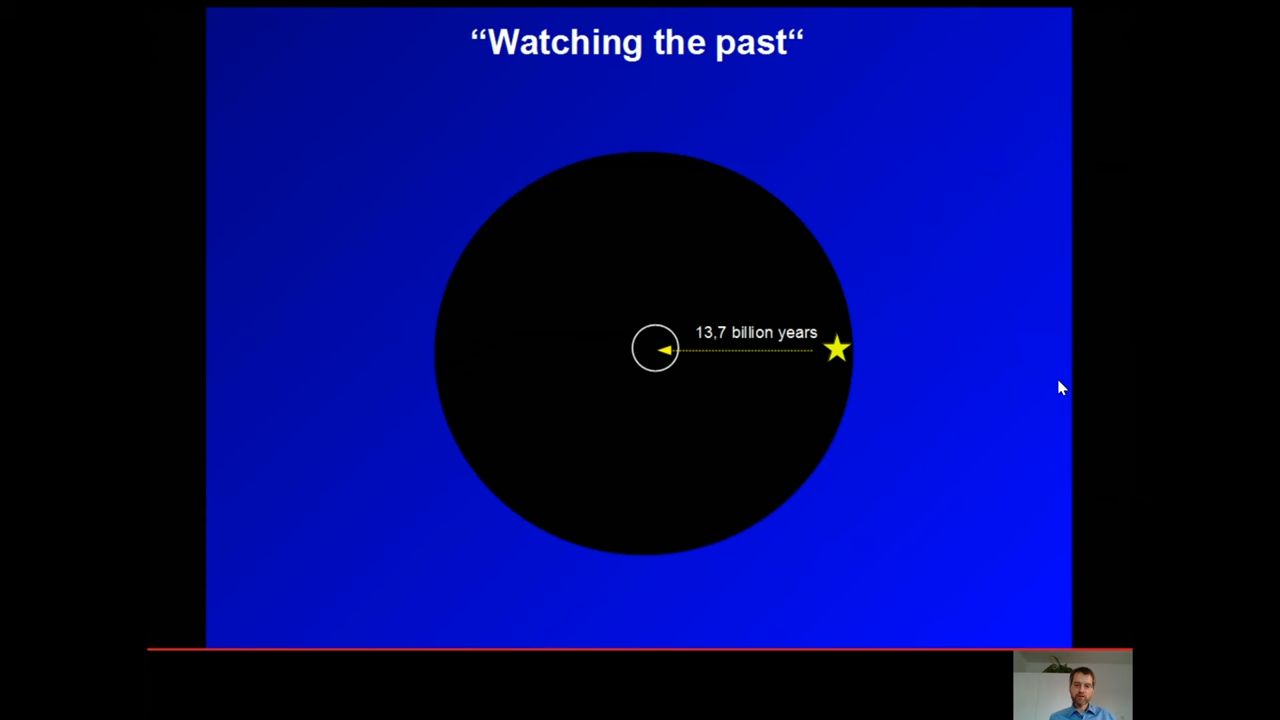 “Watching the past“
13,7 billion years